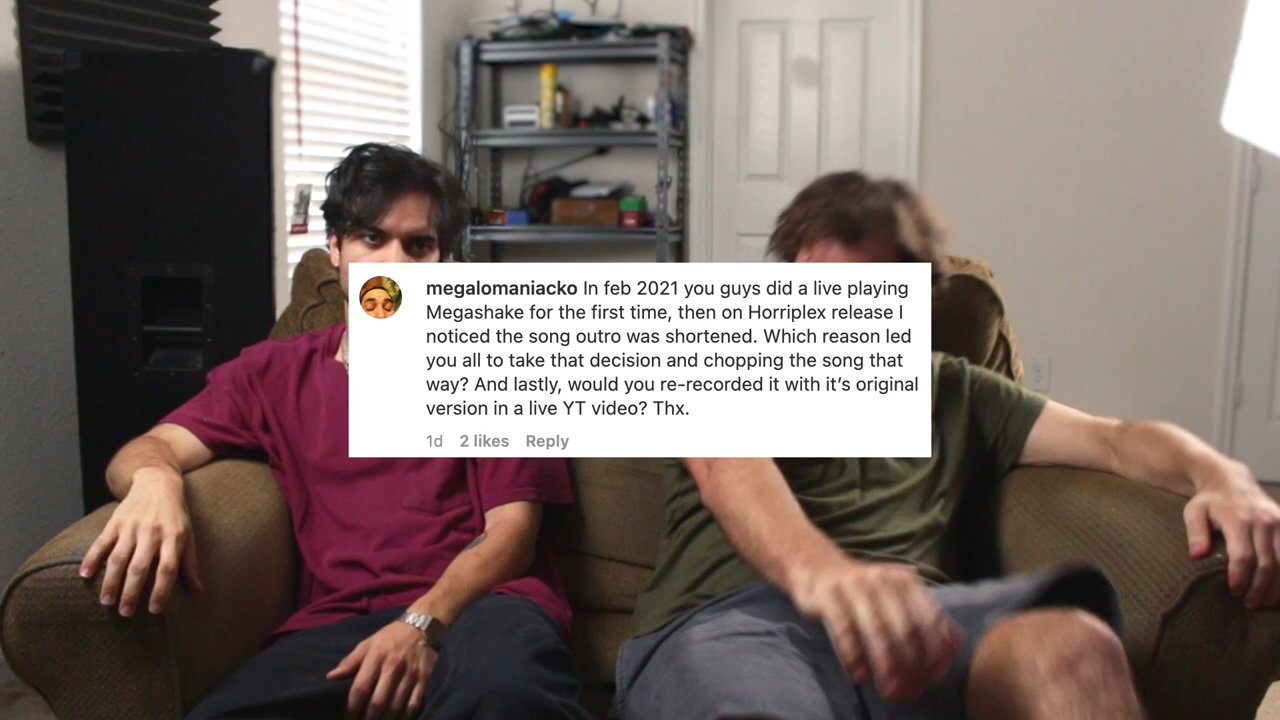 megalomaniacko In feb 2021 you guys did a live playing
Megashake for the first time, then on Horriplex release I
noticed the song outro was shortened. Which reason led
you all to take that decision and chopping the song that
way? And lastly, would you re-recorded it with it’s original
version in a live YT video? Thx.
1d 2 likes Reply